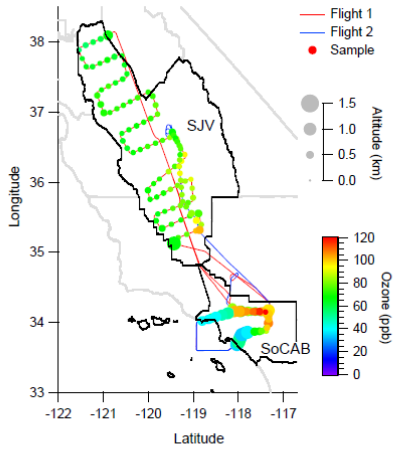 Flight 1
Flight 2
Sample
38
37
36
35
34
33
Longitude
SJV
SoCAB
-122 -121 -120 -119 -118 -117
Latitude
1.5
1.0
0.5
0.0
Altitude (km)
120
100
80
60
40
20
0
Ozone (ppb)